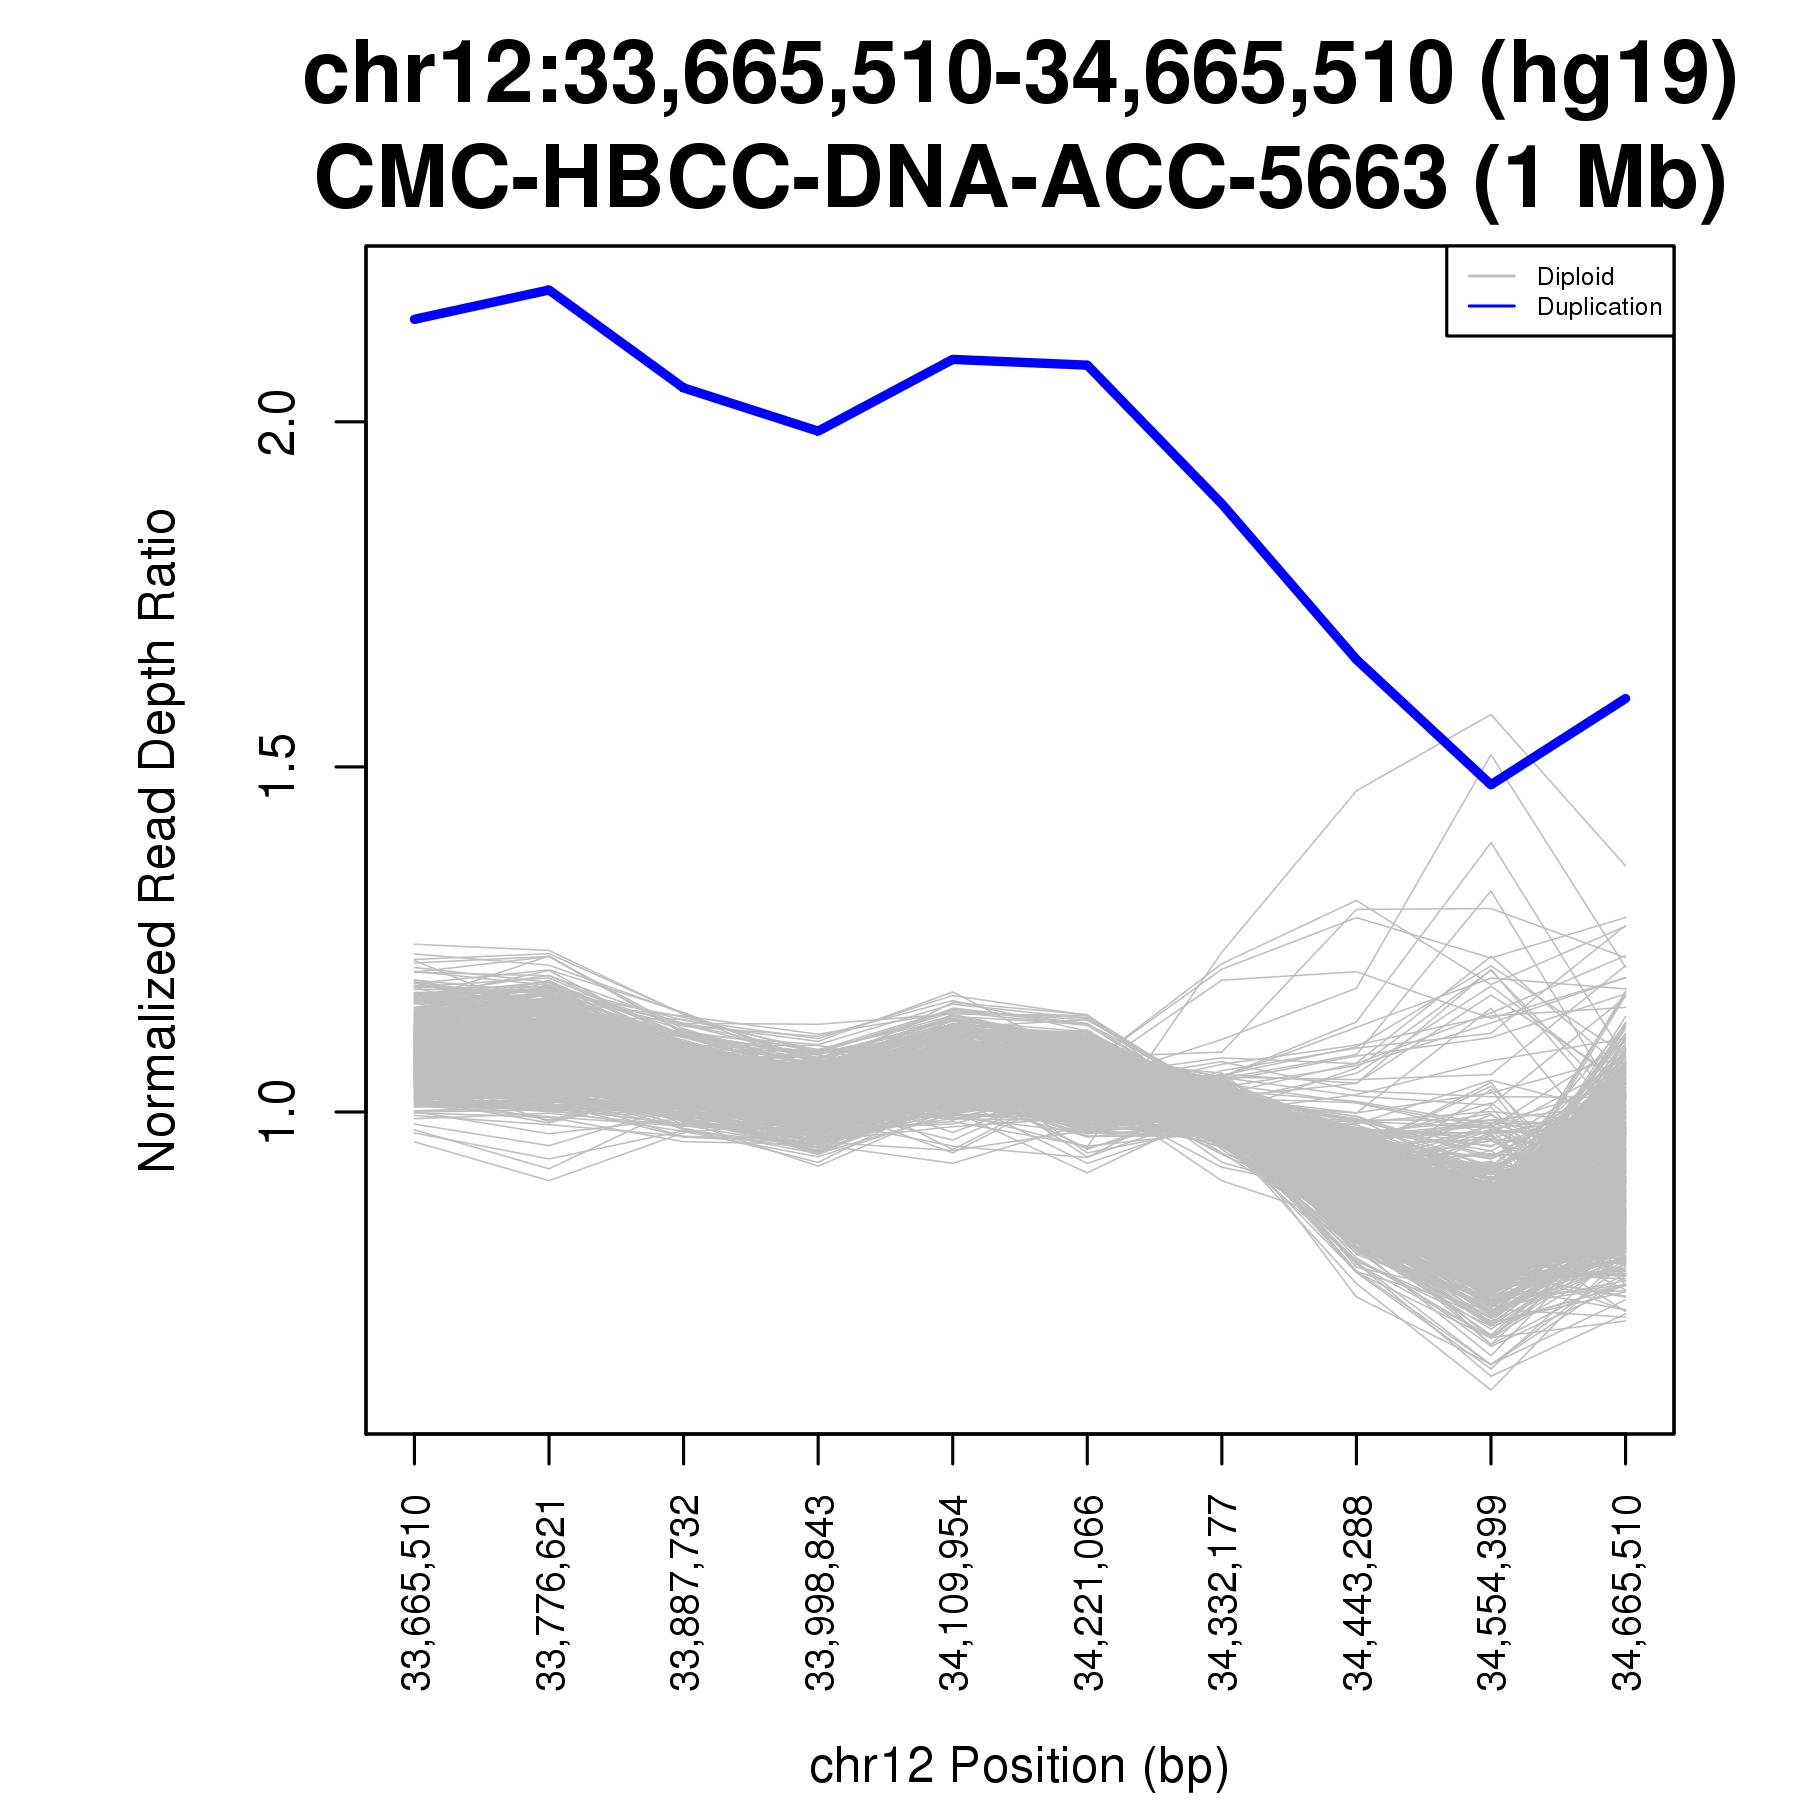 chr12:33,665,510-34,665,510 (hg19)
CMC-HBCC-DNA-ACC-5663 (1 Mb)
Diploid
Duplication
Normalized Read Depth Ratio
2.0
1.5
1.0
33,665,510
33,776,621
33,887,732
33,998,843
34,109,954
34,221,066
34,332,177
34,443,288
34,554,399
34,665,510
chr12 Position (bp)